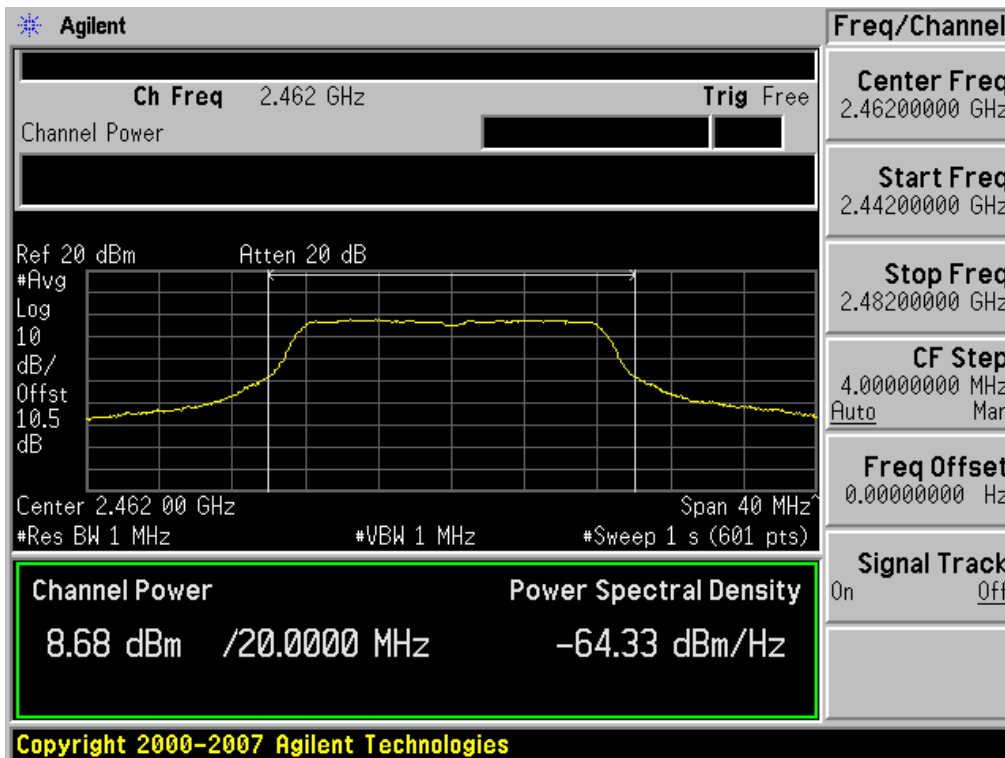 Agilent
Freq/Channel
Ch Freq 2.462 GHz Trig Free
Channel Power
Center Freq
2.46200000 GHz
Start Freq
2.44200000 GHz
Stop Freq
2.48200000 GHz
CF Step
4.00000000 MHz
Auto Man
Freq Offset
0.00000000 Hz
Signal Track
On Off
Ref 20 dBm Atten 20 dB
#Avg
Log
10
dB/
Offst
10.5
dB
Center 2.462 00 GHz Span 40 MHz^
#Res BW 1 MHz #VBW 1 MHz #Sweep 1 s (601 pts)
Channel Power Power Spectral Density
8.68 dBm /20.0000 MHz -64.33 dBm/Hz
Copyright 2000-2007 Agilent Technologies